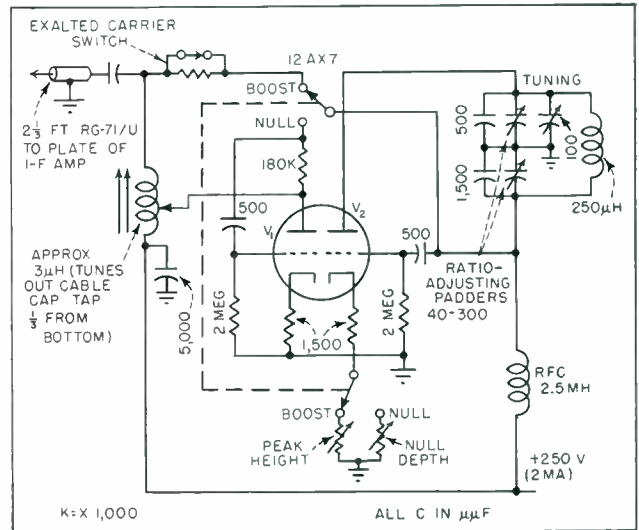 EXALTED CARRIER
SWITCH
12 AX7
TUNING
BOOST
NULL
2⅓ FT RG-71/U
TO PLATE OF
I-F AMP
180K
500
1,500
100
250μH
500
V₁
V₂
500
APPROX
3μH (TUNES
OUT CABLE
CAP TAP
⅓ FROM
BOTTOM)
5,000
2 MEG
1,500
2 MEG
RATIO-
ADJUSTING
PADDERS
40-300
RFC
2.5MH
BOOST
NULL
PEAK
HEIGHT
NULL
DEPTH
+250 V
(2MA)
K=X 1,000
ALL C IN μμF